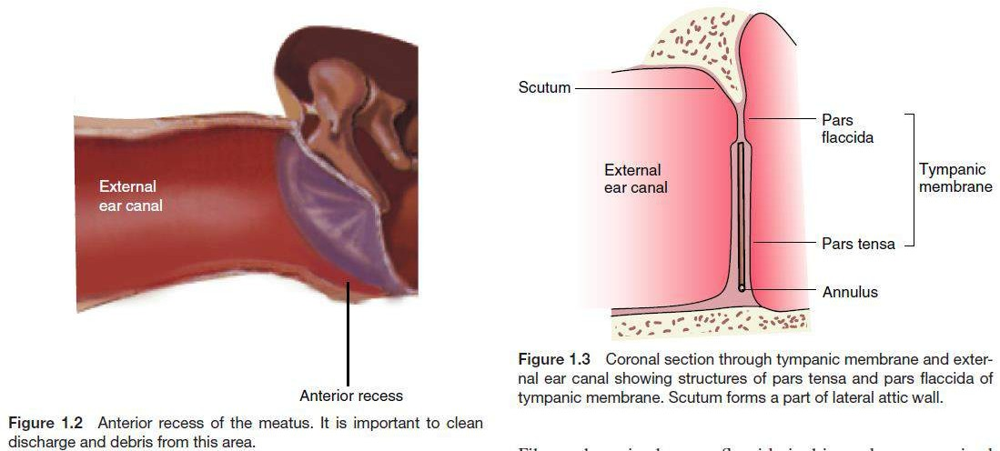 External
ear canal
Anterior recess
Figure 1.2 Anterior recess of the meatus. It is important to clean
discharge and debris from this area.
Scutum
External
ear canal
Pars
flaccida
Tympanic
membrane
Pars tensa
Annulus
Figure 1.3 Coronal section through tympanic membrane and exter-
nal ear canal showing structures of pars tensa and pars flaccida of
tympanic membrane. Scutum forms a part of lateral attic wall.